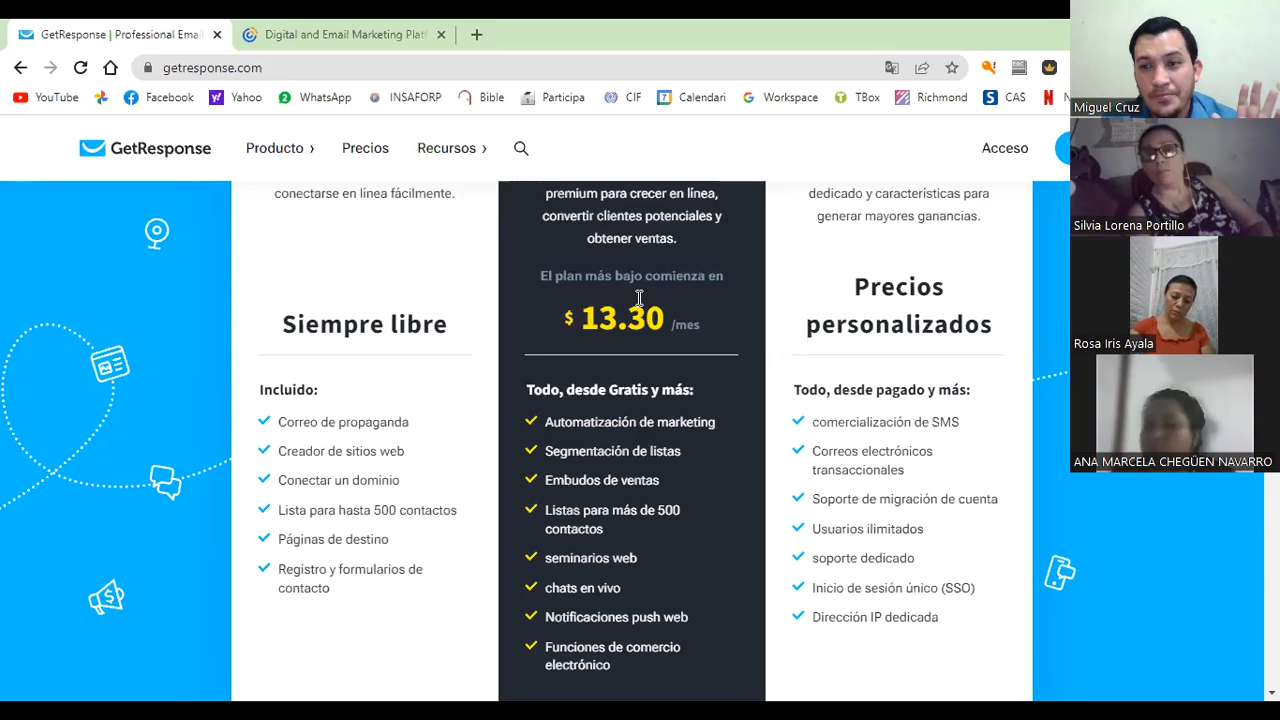 GetResponse | Professional Emai
Digital and Email Marketing Platf
getresponse.com
YouTube
Facebook
Yahoo
2 WhatsApp
INSAFORP
Bible
Participa
CIF
7 Calendari
Workspace
T TBox
Richmond
S CAS
N
GetResponse
Producto ›
Precios
Recursos ›
Acceso
conectarse en línea fácilmente.
Siempre libre
Incluido:
Correo de propaganda
Creador de sitios web
Conectar un dominio
Lista para hasta 500 contactos
Páginas de destino
Registro y formularios de
contacto
premium para crecer en línea,
convertir clientes potenciales y
obtener ventas.
El plan más bajo comienza en
$ 13.30 /mes
Todo, desde Gratis y más:
Automatización de marketing
Segmentación de listas
Embudos de ventas
Listas para más de 500
contactos
seminarios web
chats en vivo
Notificaciones push web
Funciones de comercio
electrónico
dedicado y características para
generar mayores ganancias.
Precios
personalizados
Todo, desde pagado y más:
comercialización de SMS
Correos electrónicos
transaccionales
Soporte de migración de cuenta
Usuarios ilimitados
soporte dedicado
Inicio de sesión único (SSO)
Dirección IP dedicada
Miguel Cruz
Silvia Lorena Portillo
Rosa Iris Ayala
ANA MARCELA CHEGÜEN NAVARRO